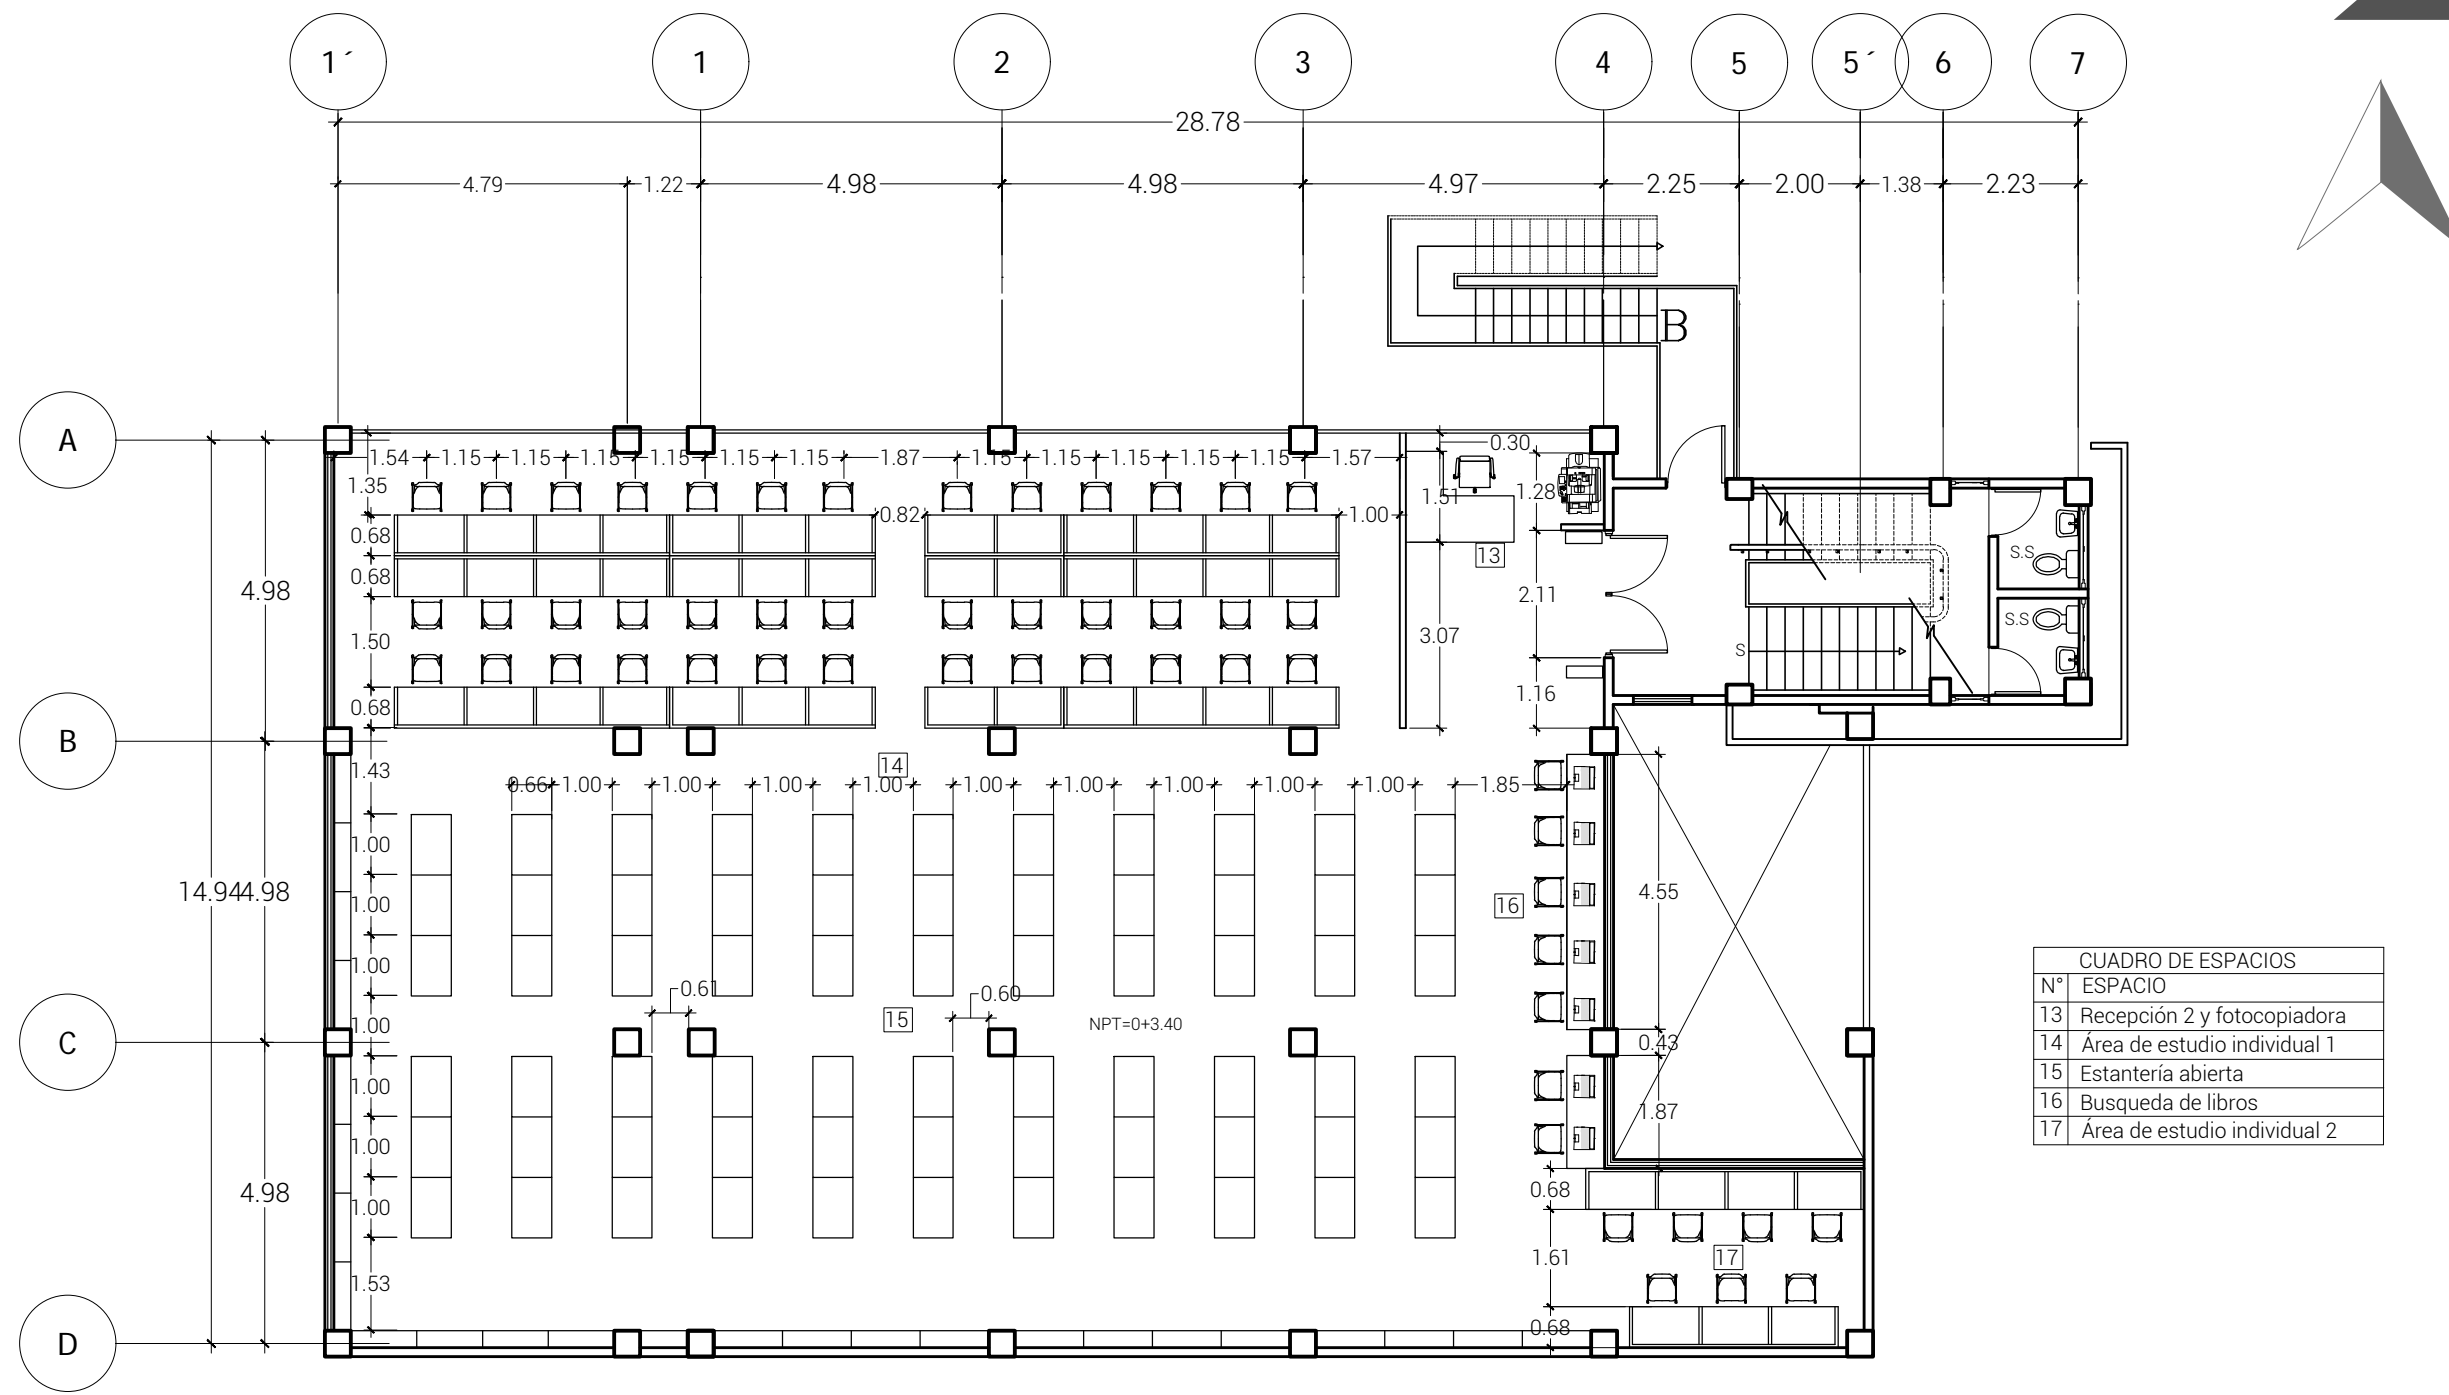 1´ 1 2 3 4 5 5´ 6 7
28.78
4.79 1.22 4.98 4.98 4.97 2.25 2.00 1.38 2.23
B
A
0.30
1.54 1.15 1.15 1.15 1.15 1.15 1.15 1.87 1.15 1.15 1.15 1.15 1.15 1.57
1.35 1.51 1.28
0.82 1.00
0.68
13 S.S
0.68
4.98 2.11
S.S
1.50 3.07
S
0.68 1.16
B
14
1.43
0.66 1.00 1.00 1.00 1.00 1.00 1.00 1.00 1.00 1.00 1.85
1.00
14.94 4.98 4.55
1.00 16
1.00
0.61 0.60
15 NPT=0+3.40
1.00
C 0.43
1.00
1.87
1.00
4.98 0.68
1.00
1.61 17
1.53
0.68
D
CUADRO DE ESPACIOS
N° ESPACIO
13 Recepción 2 y fotocopiadora
14 Área de estudio individual 1
15 Estantería abierta
16 Busqueda de libros
17 Área de estudio individual 2